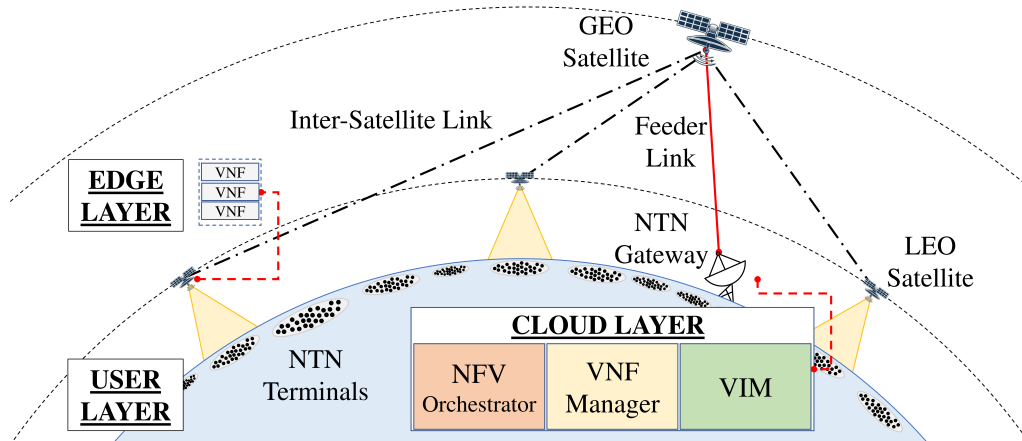 GEO
Satellite
Inter-Satellite Link
Feeder
Link
EDGE
LAYER
VNF
VNF
VNF
NTN
Gateway
LEO
Satellite
CLOUD LAYER
NFV
Orchestrator
VNF
Manager
VIM
NTN
Terminals
USER
LAYER